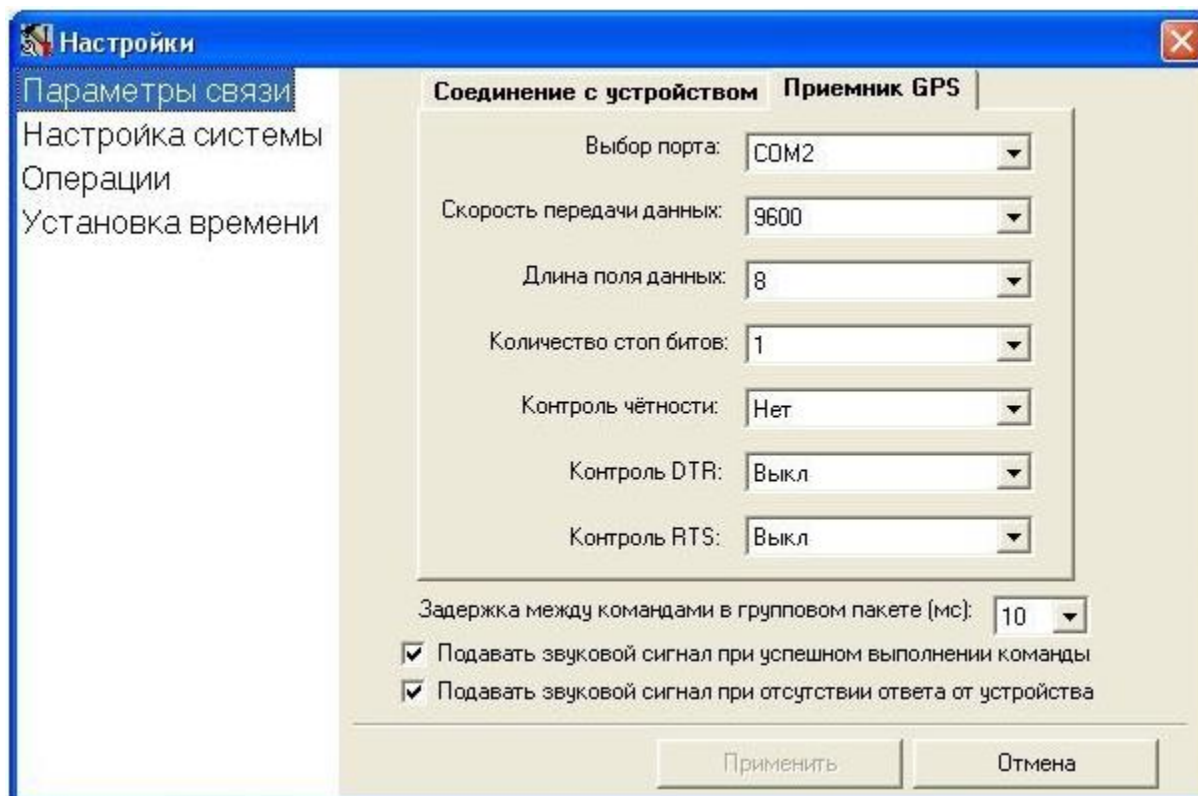 Настройки
Параметры связи
Настройка системы
Операции
Установка времени
Соединение с устройством
Приемник GPS
Выбор порта: COM2
Скорость передачи данных: 9600
Длина поля данных: 8
Количество стоп битов: 1
Контроль чётности: Нет
Контроль DTR: Выкл
Контроль RTS: Выкл
Задержка между командами в групповом пакете (мс): 10
Подавать звуковой сигнал при успешном выполнении команды
Подавать звуковой сигнал при отсутствии ответа от устройства
Применить
Отмена